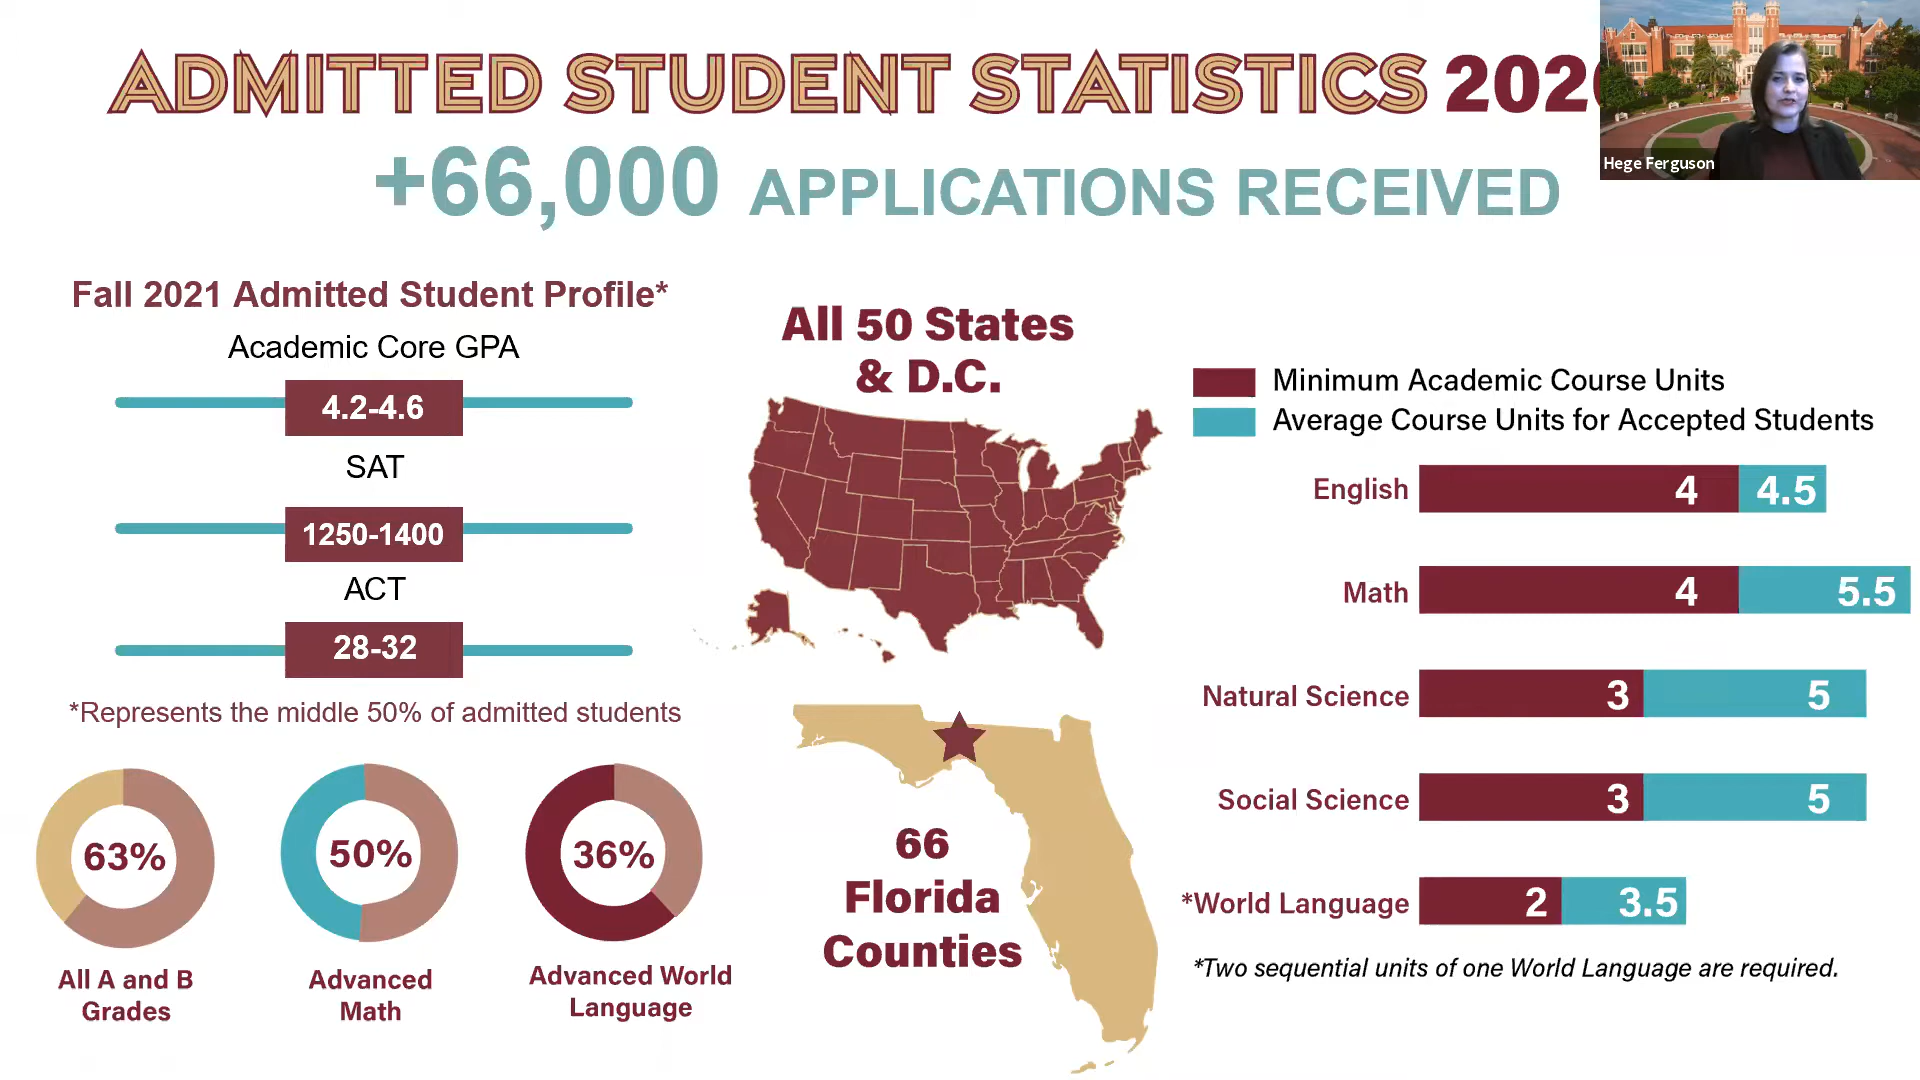 ADMITTED STUDENT STATISTICS 202
+66,000 APPLICATIONS RECEIVED
Hege Ferguson
Fall 2021 Admitted Student Profile*
Academic Core GPA
4.2-4.6
SAT
1250-1400
ACT
28-32
*Represents the middle 50% of admitted students
63%
All A and B
Grades
50%
Advanced
Math
36%
Advanced World
Language
All 50 States
& D.C.
66
Florida
Counties
Minimum Academic Course Units
Average Course Units for Accepted Students
English 4 4.5
Math 4 5.5
Natural Science 3 5
Social Science 3 5
*World Language 2 3.5
*Two sequential units of one World Language are required.